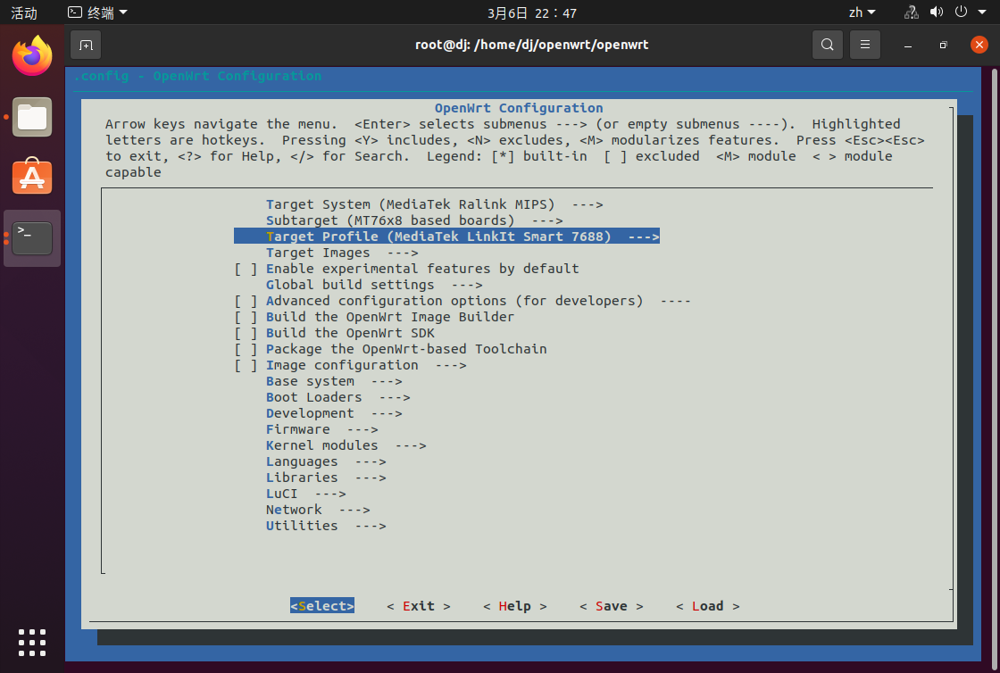 活动 终端 3月6日 22：47 zh
root@dj: /home/dj/openwrt/openwrt
.config - OpenWrt Configuration
OpenWrt Configuration
Arrow keys navigate the menu.  <Enter> selects submenus ---> (or empty submenus ----).  Highlighted
letters are hotkeys.  Pressing <Y> includes, <N> excludes, <M> modularizes features.  Press <Esc><Esc>
to exit, <?> for Help, </> for Search.  Legend: [*] built-in  [ ] excluded  <M> module  < > module
capable
Target System (MediaTek Ralink MIPS)  --->
Subtarget (MT76x8 based boards)  --->
Target Profile (MediaTek LinkIt Smart 7688)  --->
Target Images  --->
[ ] Enable experimental features by default
Global build settings  --->
[ ] Advanced configuration options (for developers)  ----
[ ] Build the OpenWrt Image Builder
[ ] Build the OpenWrt SDK
[ ] Package the OpenWrt-based Toolchain
[ ] Image configuration  --->
Base system  --->
Boot Loaders  --->
Development  --->
Firmware  --->
Kernel modules  --->
Languages  --->
Libraries  --->
LuCI  --->
Network  --->
Utilities  --->
<Select>    < Exit >    < Help >    < Save >    < Load >